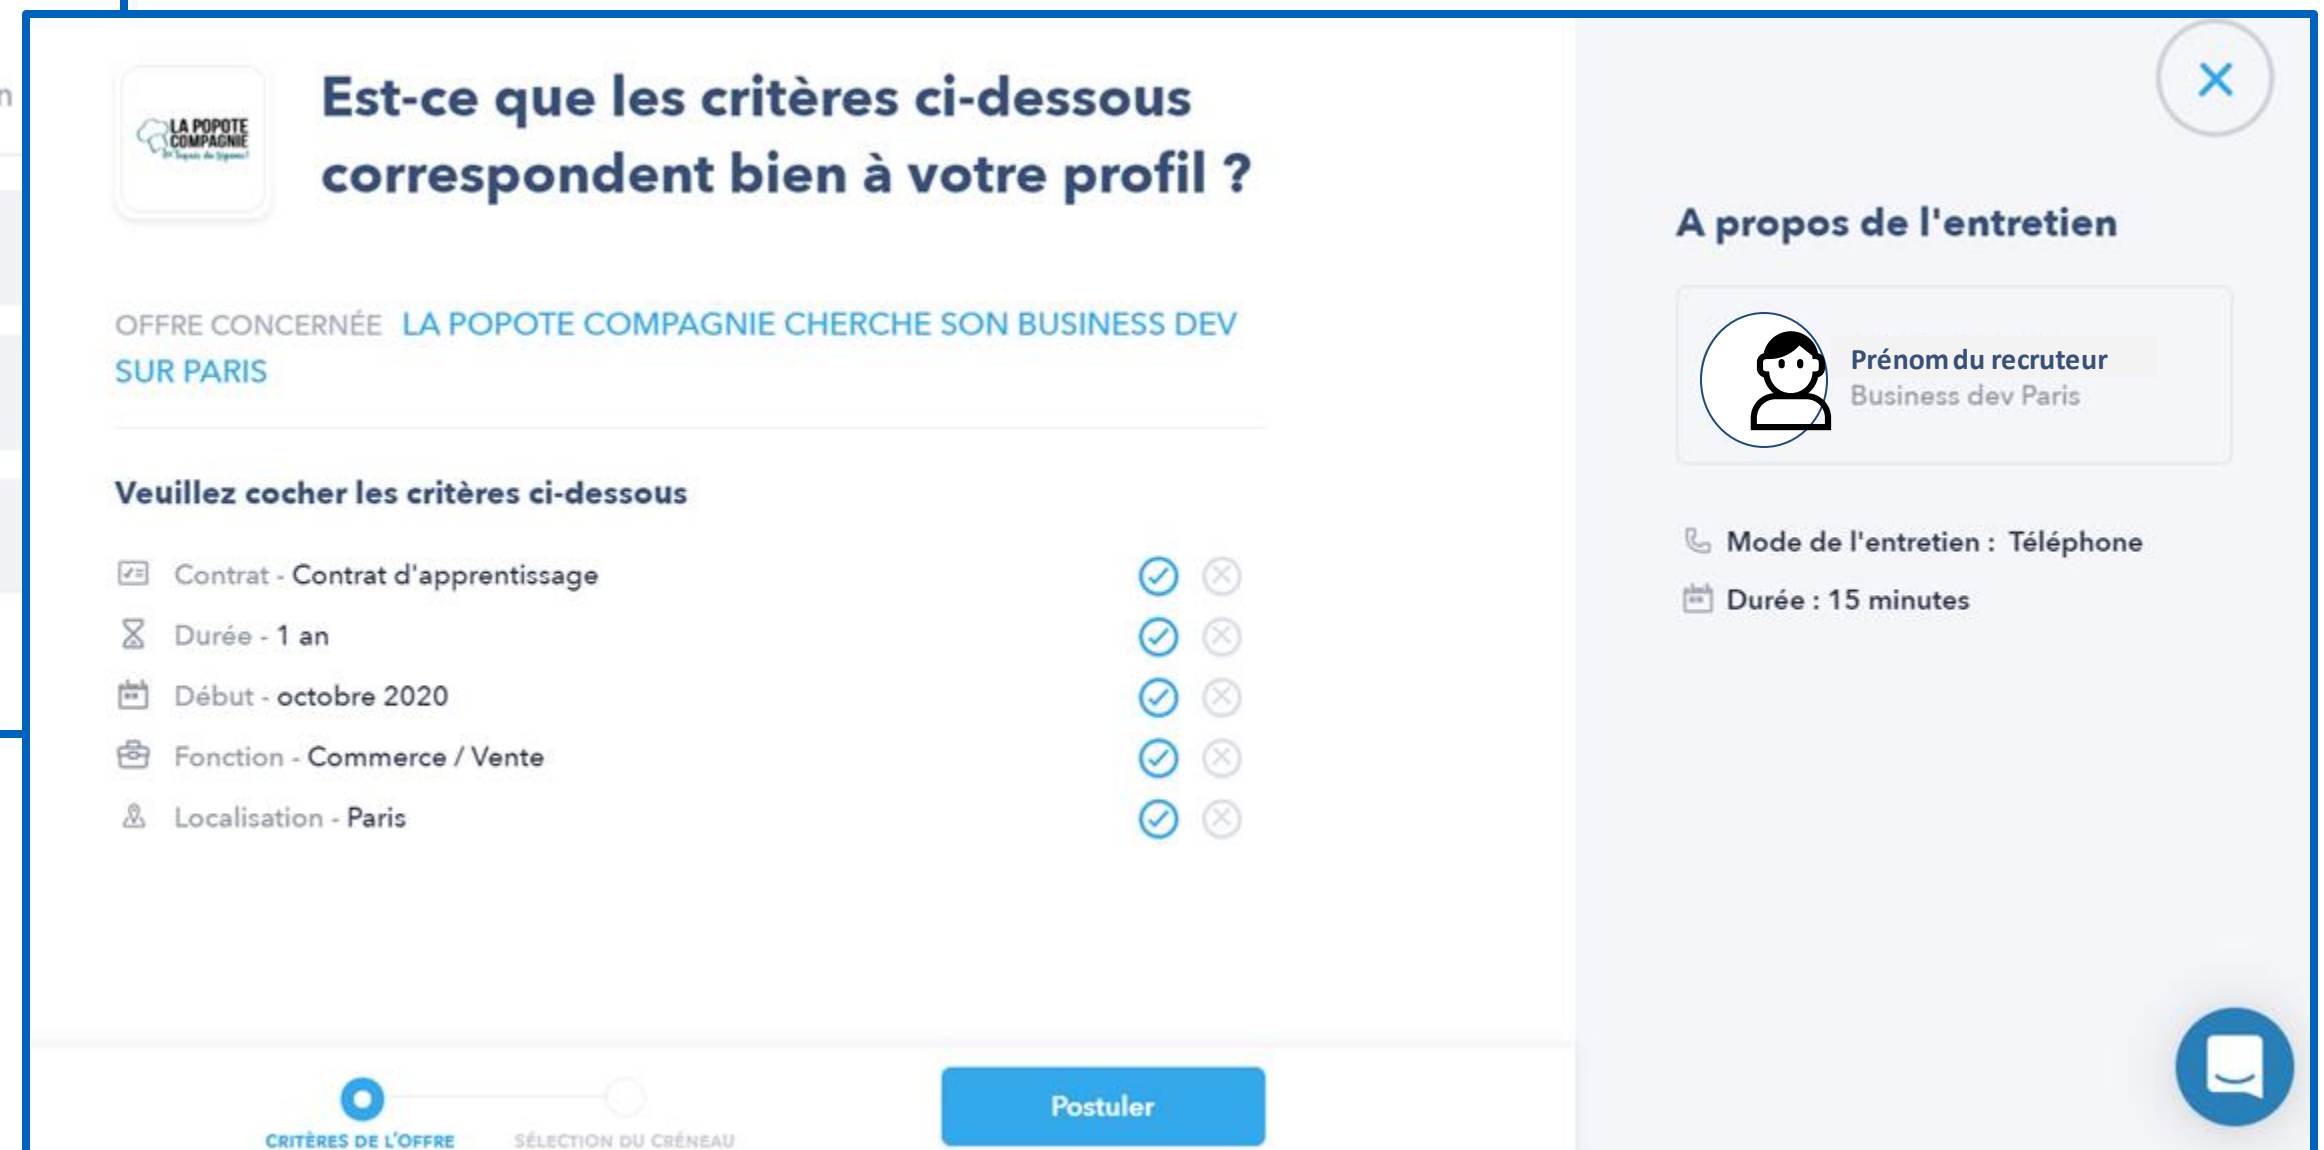 n
LA POPOTE
COMPAGNIE
Est-ce que les critères ci-dessous
correspondent bien à votre profil ?
OFFRE CONCERNÉE LA POPOTE COMPAGNIE CHERCHE SON BUSINESS DEV
SUR PARIS
Veuillez cocher les critères ci-dessous
Contrat - Contrat d'apprentissage
Durée - 1 an
Début - octobre 2020
Fonction - Commerce / Vente
Localisation - Paris
CRITÈRES DE L'OFFRE
SÉLECTION DU CRÉNEAU
Postuler
A propos de l'entretien
Prénom du recruteur
Business dev Paris
Mode de l'entretien : Téléphone
Durée : 15 minutes